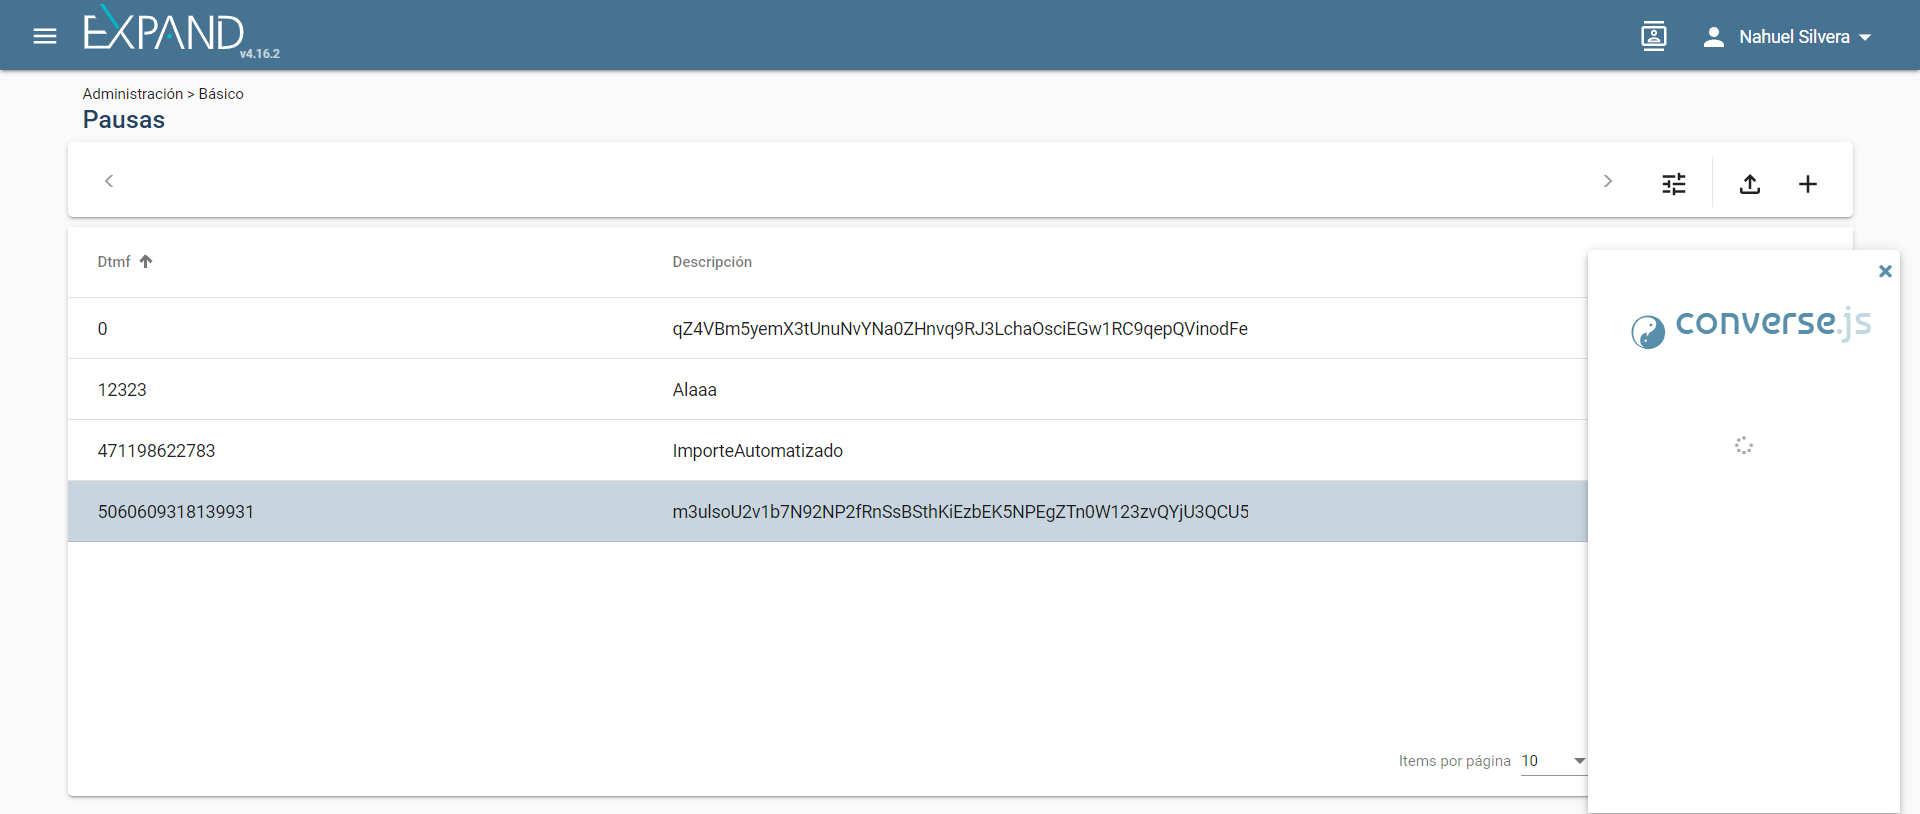 EXPAND
v4.16.2
Nahuel Silvera
Administración > Básico
Pausas
Dtmf
Descripción
converse.js
0
qZ4VBm5yemX3tUnuNvYNa0ZHnvq9RJ3LchaOsciEGw1RC9qepQVinodFe
12323
Alaaa
471198622783
ImporteAutomatizado
5060609318139931
m3ulsoU2v1b7N92NP2fRnSsBSthKiEzbEK5NPEgZTn0W123zvQYjU3QCU5
Items por página 10